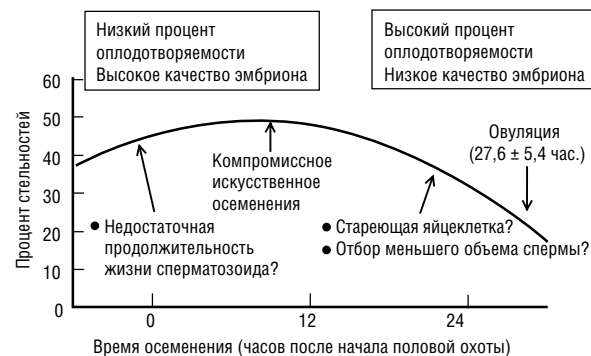 Низкий процент
оплодотворяемости
Высокое качество эмбриона
Высокий процент
оплодотворяемости
Низкое качество эмбриона
Процент стельностей
60
50
40
30
20
10
0
Компромиссное
искусственное
осеменения
Овуляция
(27,6 ± 5,4 час.)
● Недостаточная
продолжительность
жизни сперматозоида?
● Стареющая яйцеклетка?
● Отбор меньшего объема спермы?
0 12 24
Время осеменения (часов после начала половой охоты)